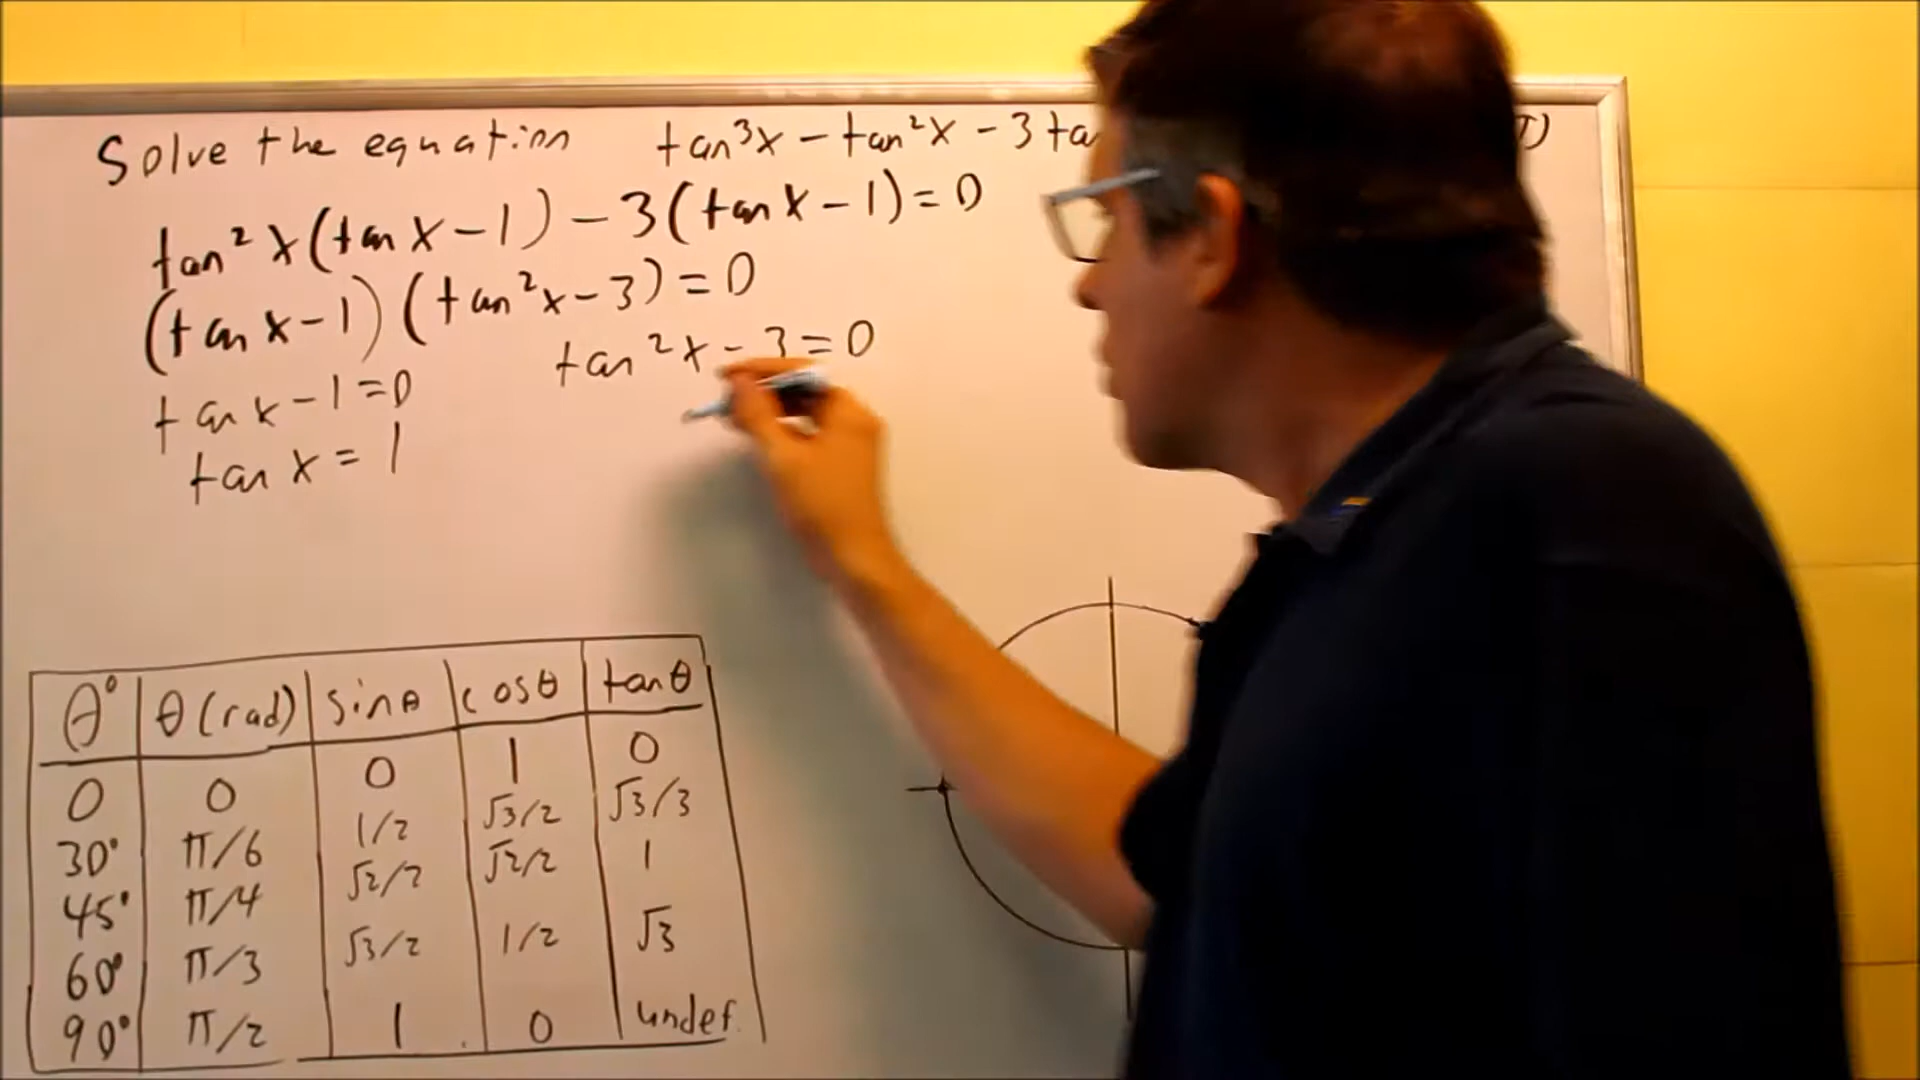 Solve the equation tan³x - tan²x - 3 ta
tan²x(tan x - 1) - 3(tan x - 1) = 0
(tan x - 1)(tan²x - 3) = 0
tan x - 1 = 0 tan²x - 3 = 0
tan x = 1
θ° θ(rad) sinθ cosθ tanθ
0 0 0 1 0
30° π/6 1/2 √3/2 √3/3
45° π/4 √2/2 √2/2 1
60° π/3 √3/2 1/2 √3
90° π/2 1 0 undef.